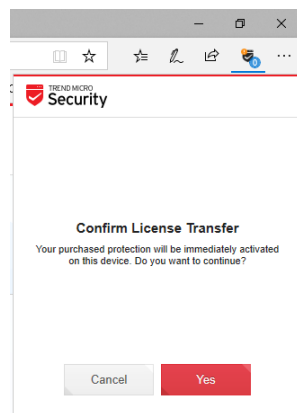 0
TREND MICRO
Security
Confirm License Transfer
Your purchased protection will be immediately activated
on this device. Do you want to continue?
Cancel
Yes